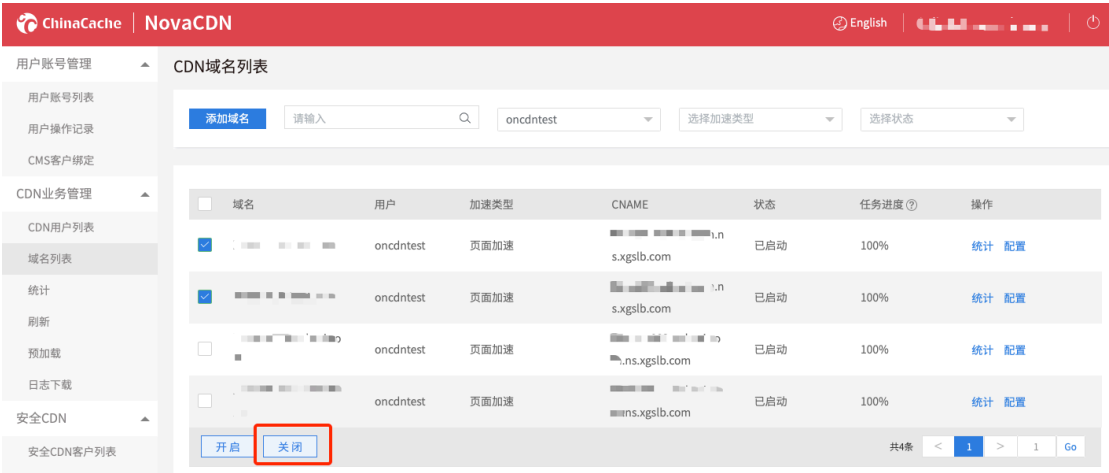 ChinaCache NovaCDN English
用户账号管理
用户账号列表
用户操作记录
CMS客户绑定
CDN业务管理
CDN用户列表
域名列表
统计
刷新
预加载
日志下载
安全CDN
安全CDN客户列表
CDN域名列表
添加域名 请输入 oncdntest 选择加速类型 选择状态
域名 用户 加速类型 CNAME 状态 任务进度 ? 操作
oncdntest 页面加速 .n 已启动 100% 统计 配置
s.xgslb.com
oncdntest 页面加速 .n 已启动 100% 统计 配置
s.xgslb.com
oncdntest 页面加速 .ns.xgslb.com 已启动 100% 统计 配置
oncdntest 页面加速 ns.xgslb.com 已启动 100% 统计 配置
开启 关闭 共4条 < 1 > 1 Go